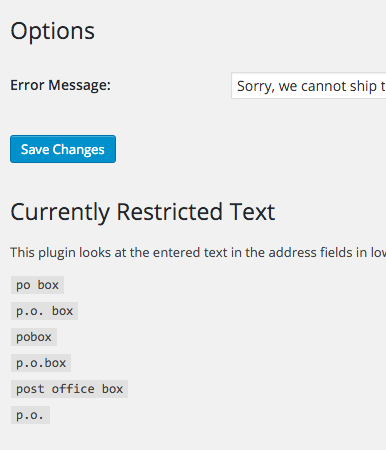 Options
Error Message: Sorry, we cannot ship
Save Changes
Currently Restricted Text
This plugin looks at the entered text in the address fields in
po box
p.o. box
pobox
p.o.box
post office box
p.o.